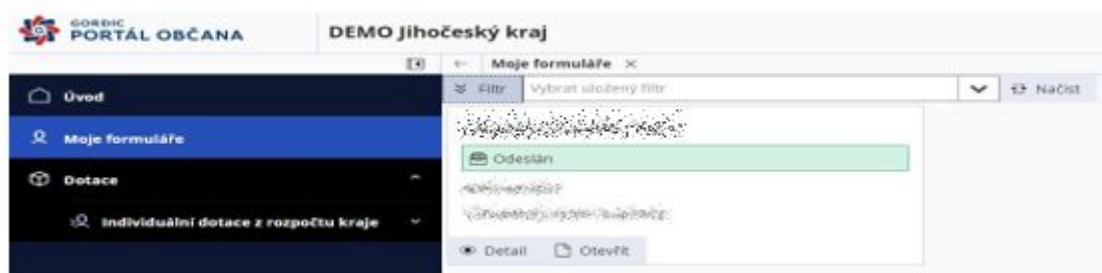 GORDIC
PORTÁL OBČANA
DEMO Jihočeský kraj
Moje formuláře
Úvod
Filtr Vybrat uložený filtr Načíst
Moje formuláře
Odeslán
Dotace
Individuální dotace z rozpočtu kraje
Detail Otevřít